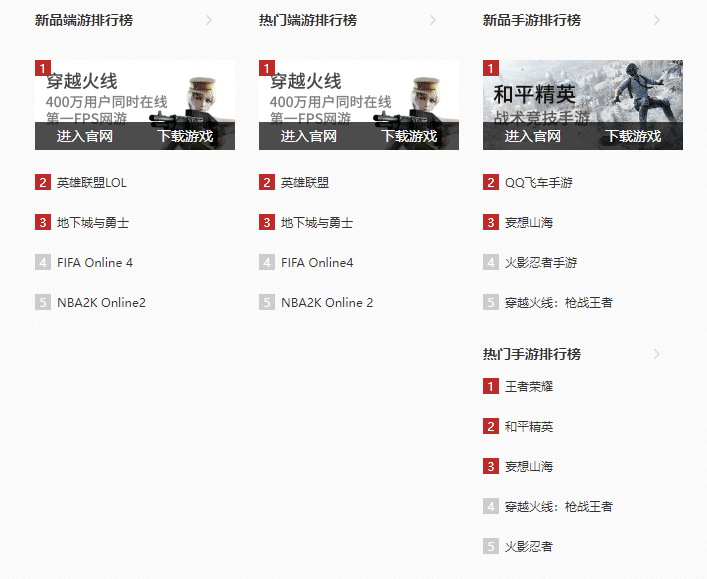 新品端游排行榜
1
穿越火线
400万用户同时在线
第一FPS网游
进入官网 下载游戏
2 英雄联盟LOL
3 地下城与勇士
4 FIFA Online 4
5 NBA2K Online2
热门端游排行榜
1
穿越火线
400万用户同时在线
第一FPS网游
进入官网 下载游戏
2 英雄联盟
3 地下城与勇士
4 FIFA Online4
5 NBA2K Online 2
新品手游排行榜
1
和平精英
战术竞技手游
进入官网 下载游戏
2 QQ飞车手游
3 妄想山海
4 火影忍者手游
5 穿越火线：枪战王者
热门手游排行榜
1 王者荣耀
2 和平精英
3 妄想山海
4 穿越火线：枪战王者
5 火影忍者